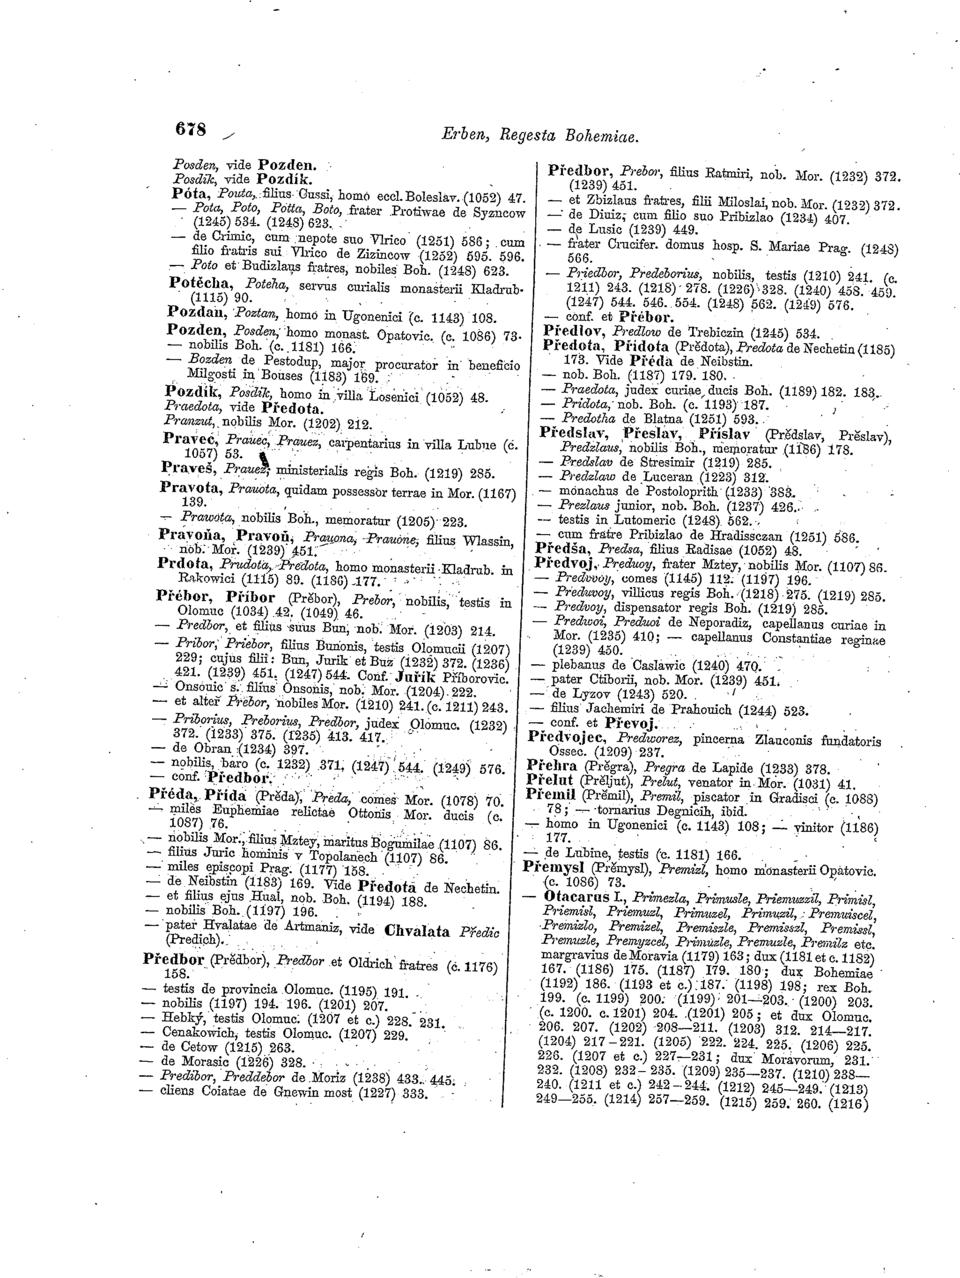 678
Erben, Regesta Bohemiae.
Posden, vide Pozden.
Posdik, vide Pozdík.
Póta, Pouta, filius Gussi, homo eccl. Boleslav. (1052) 47.
— Pota, Poto, Potta, Boto, frater Protiwae de Syzncow
(1245) 534. (1248) 623.
— de Crimic, cum nepote suo Vlrico (1251) 586; cum
filio fratris sui Vlrico de Zizincow (1252) 595. 596.
— Poto et Budizlaus fratres, nobiles Boh. (1248) 623.
Potěcha, Poteha, servus curialis monasterii Kladrub-
(1115) 90.
Pozdan, Poztan, homo in Ugonenici (c. 1143) 108.
Pozden, Posden, homo monast. Opatovic. (c. 1086) 73.
— nobilis Boh. (c. 1181) 166.
— Bozden de Pestodup, major procurator in beneficio
Milgosti in Bouses (1183) 169.
Pozdík, Posdik, homo in villa Losenici (1052) 48.
Praedota, vide Předota.
Pranzut, nobilis Mor. (1202) 212.
Praveć, Prauec, Prauez, carpentarius in villa Lubue (c.
1057) 53.
Praveš, Prauez, ministerialis regis Boh. (1219) 285.
Pravota, Prauota, quidam possessor terrae in Mor. (1167)
139.
— Prawota, nobilis Boh., memoratur (1205) 223.
Pravoňa, Pravoň, Prauona, Prauone, filius Wlassin,
nob. Mor. (1239) 451.
Prdota, Prudota, Predota, homo monasterii Kladrub. in
Rakowici (1115) 89. (1186) 177.
Přébor, Příbor (Prěbor), Prebor, nobilis, testis in
Olomuc (1034) 42. (1049) 46.
— Predbor, et filius suus Bun, nob. Mor. (1203) 214.
— Pribor, Priebor, filius Bunonis, testis Olomucii (1207)
229; cujus filii: Bun, Jurik et Buz (1232) 372. (1236)
421. (1239) 451. (1247) 544. Conf. Juřík Příborovic.
— Onsouic s. filius Onsonis, nob. Mor. (1204) 222.
— et alter Prebor, nobiles Mor. (1210) 241. (c. 1211) 243.
— Priborius, Preborius, Predbor, judex Olomuc. (1232)
372. (1233) 375. (1235) 413. 417.
— de Obran (1234) 397.
— nobilis, baro (c. 1232) 371. (1247) 544. (1249) 576.
— conf. Předbor.
Přéda, Přída (Prěda), Preda, comes Mor. (1078) 70.
— miles Euphemiae relictae Ottonis Mor. ducis (c.
1087) 76.
— nobilis Mor., filius Mztey, maritus Bogumilae (1107) 86.
— filius Juric hominis v Topolanech (1107) 86.
— miles episcopi Prag. (1177) 158.
— de Neibstin (1183) 169. Vide Předota de Nechetin.
— et filius ejus Hual, nob. Boh. (1194) 188.
— nobilis Boh. (1197) 196.
— pater Hvalatae de Artmaniz, vide Chvalata Předic
(Predich).
Předbor (Prědbor), Predbor et Oldrich fratres (c. 1176)
158.
— testis de provincia Olomuc. (1195) 191.
— nobilis (1197) 194. 196. (1201) 207.
— Hebký, testis Olomuc. (1207 et c.) 228. 231.
— Cenakowich, testis Olomuc. (1207) 229.
— de Cetow (1215) 263.
— de Morasic (1226) 328.
— Predibor, Preddebor de Moriz (1238) 433. 445.
— cliens Coiatae de Gnewin most (1227) 333.
Předbor, Prebor, filius Ratmiri, nob. Mor. (1232) 372.
(1239) 451.
— et Zbizlaus fratres, filii Miloslai, nob. Mor. (1232) 372.
— de Diuiz; cum filio suo Pribizlao (1234) 407.
— de Lusic (1239) 449.
— frater Crucifer. domus hosp. S. Mariae Prag. (1248)
566.
— Priedbor, Predeborius, nobilis, testis (1210) 241. (c.
1211) 243. (1218) 278. (1226) 328. (1240) 458. 459.
(1247) 544. 546. 554. (1248) 562. (1249) 576.
— conf. et Přébor.
Předlov, Predlow de Trebiczin (1245) 534.
Předota, Přidota (Prědota), Predota de Nechetin (1185)
173. Vide Přéda de Neibstin.
— nob. Boh. (1187) 179. 180.
— Praedota, judex curiae ducis Boh. (1189) 182. 183.
— Pridota, nob. Boh. (c. 1193) 187.
— Predotha de Blatna (1251) 593.
Předslav, Přeslav, Příslav (Prědslav, Prěslav),
Predzlaus, nobilis Boh., memoratur (1186) 178.
— Predslav de Stresimir (1219) 285.
— Predzlaw de Luceran (1223) 312.
— monachus de Postoloprith (1233) 383.
— Prezlaus junior, nob. Boh. (1237) 426.
— testis in Lutomeric (1248) 562.
— cum fratre Pribizlao de Hradisczan (1251) 586.
Předša, Predsa, filius Radisae (1052) 48.
Předvoj, Preduoy, frater Mztey, nobilis Mor. (1107) 86.
— Predvvoy, comes (1145) 112. (1197) 196.
— Preduvoy, villicus regis Boh. (1218) 275. (1219) 285.
— Predvoy, dispensator regis Boh. (1219) 285.
— Predwoi, Preduoi de Neporadiz, capellanus curiae in
Mor. (1235) 410; — capellanus Constantiae reginae
(1239) 450.
— plebanus de Caslawic (1240) 470.
— pater Ctiborii, nob. Mor. (1239) 451.
— de Lyzov (1243) 520.
— filius Jachemiri de Prahouich (1244) 523.
— conf. et Převoj.
Předvojec, Predworez, pincerna Zlauconis fundatoris
Ossec. (1209) 237.
Přehra (Prěgra), Pregra de Lapide (1233) 378.
Přelut (Prěljut), Prelut, venator in Mor. (1031) 41.
Přemil (Prěmil), Premil, piscator in Gradisci (c. 1088)
78; — tornarius Degnicih, ibid.
— homo in Ugonenici (c. 1143) 108; — vinitor (1186)
177.
— de Lubine, testis (c. 1181) 166.
Přemysl (Prěmysl), Premizl, homo monasterii Opatovic.
(c. 1086) 73.
— Otacarus I., Primezla, Primusle, Priemuzzil, Primisl,
Priemisl, Priemuzl, Primuzel, Primuzil, Premuiscel,
Premizlo, Premizel, Premiszle, Premisszl, Premissl,
Premuzle, Premyzcel, Primuzle, Premuzle, Premilz etc.
margravius de Moravia (1179) 163; dux (1181 et c. 1182)
167. (1186) 175. (1187) 179. 180; dux Bohemiae
(1192) 186. (1193 et c.) 187. (1198) 198; rex Boh.
199. (c. 1199) 200. (1199) 201—203. (1200) 203.
(c. 1200. c. 1201) 204. (1201) 205; et dux Olomuc.
206. 207. (1202) 208—211. (1203) 312. 214—217.
(1204) 217—221. (1205) 222. 224. 225. (1206) 225.
226. (1207 et c.) 227—231; dux Moravorum, 231.
232. (1208) 232—235. (1209) 235—237. (1210) 238—
240. (1211 et c.) 242—244. (1212) 245—249. (1213)
249—255. (1214) 257—259. (1215) 259. 260. (1216)